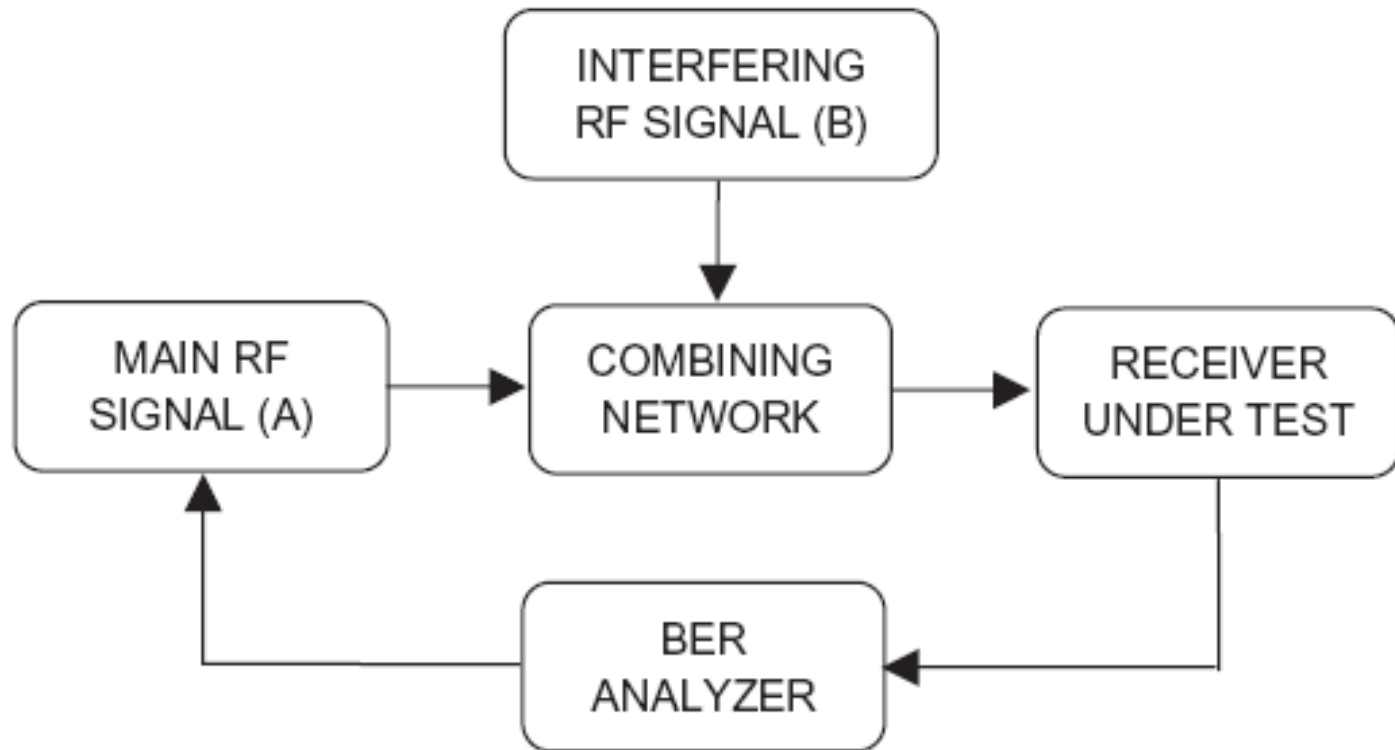 INTERFERING
RF SIGNAL (B)
MAIN RF
SIGNAL (A)
COMBINING
NETWORK
RECEIVER
UNDER TEST
BER
ANALYZER